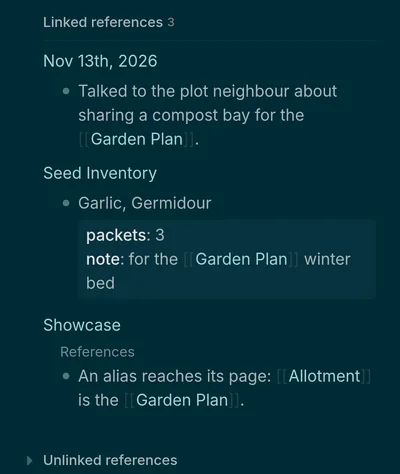 Linked references 3
Nov 13th, 2026
Talked to the plot neighbour about
sharing a compost bay for the
[[Garden Plan]].
Seed Inventory
Garlic, Germidour
packets: 3
note: for the [[Garden Plan]] winter
bed
Showcase
References
An alias reaches its page: [[Allotment]]
is the [[Garden Plan]].
Unlinked references